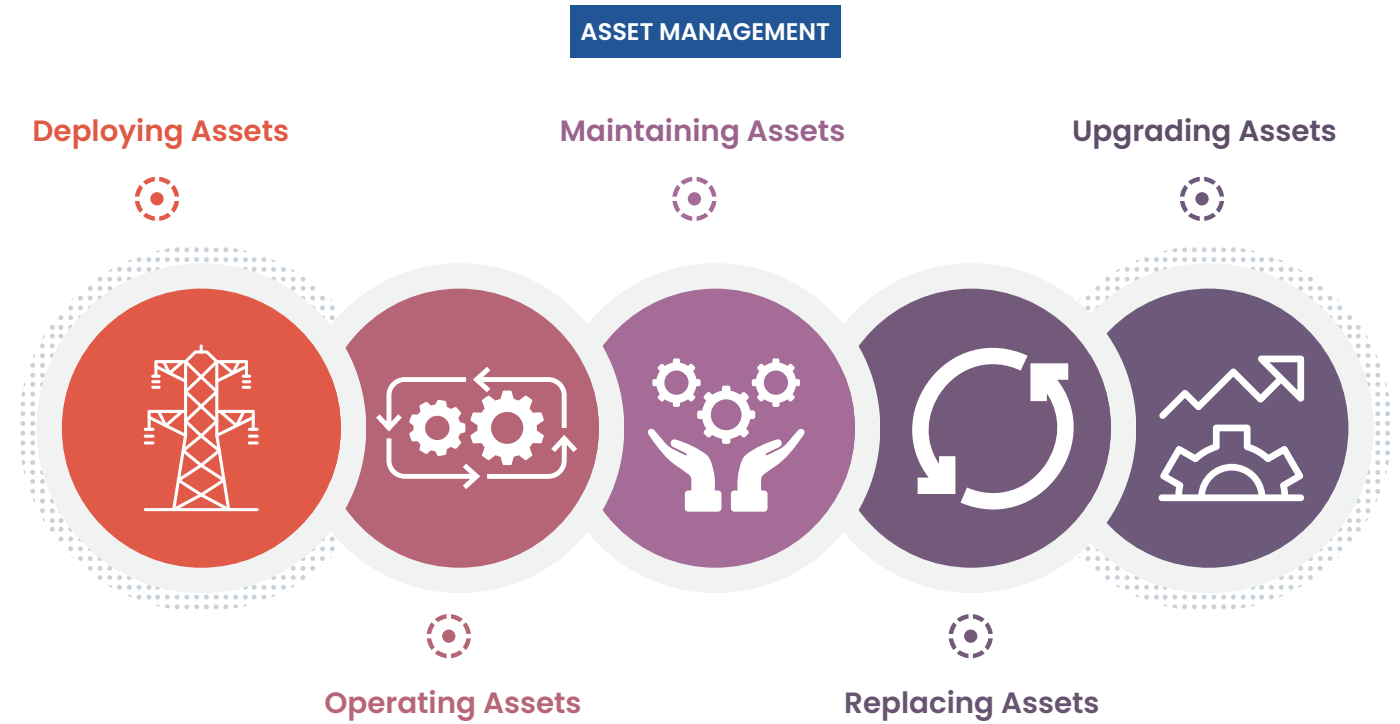 ASSET MANAGEMENT
Deploying Assets
Maintaining Assets
Upgrading Assets
Operating Assets
Replacing Assets